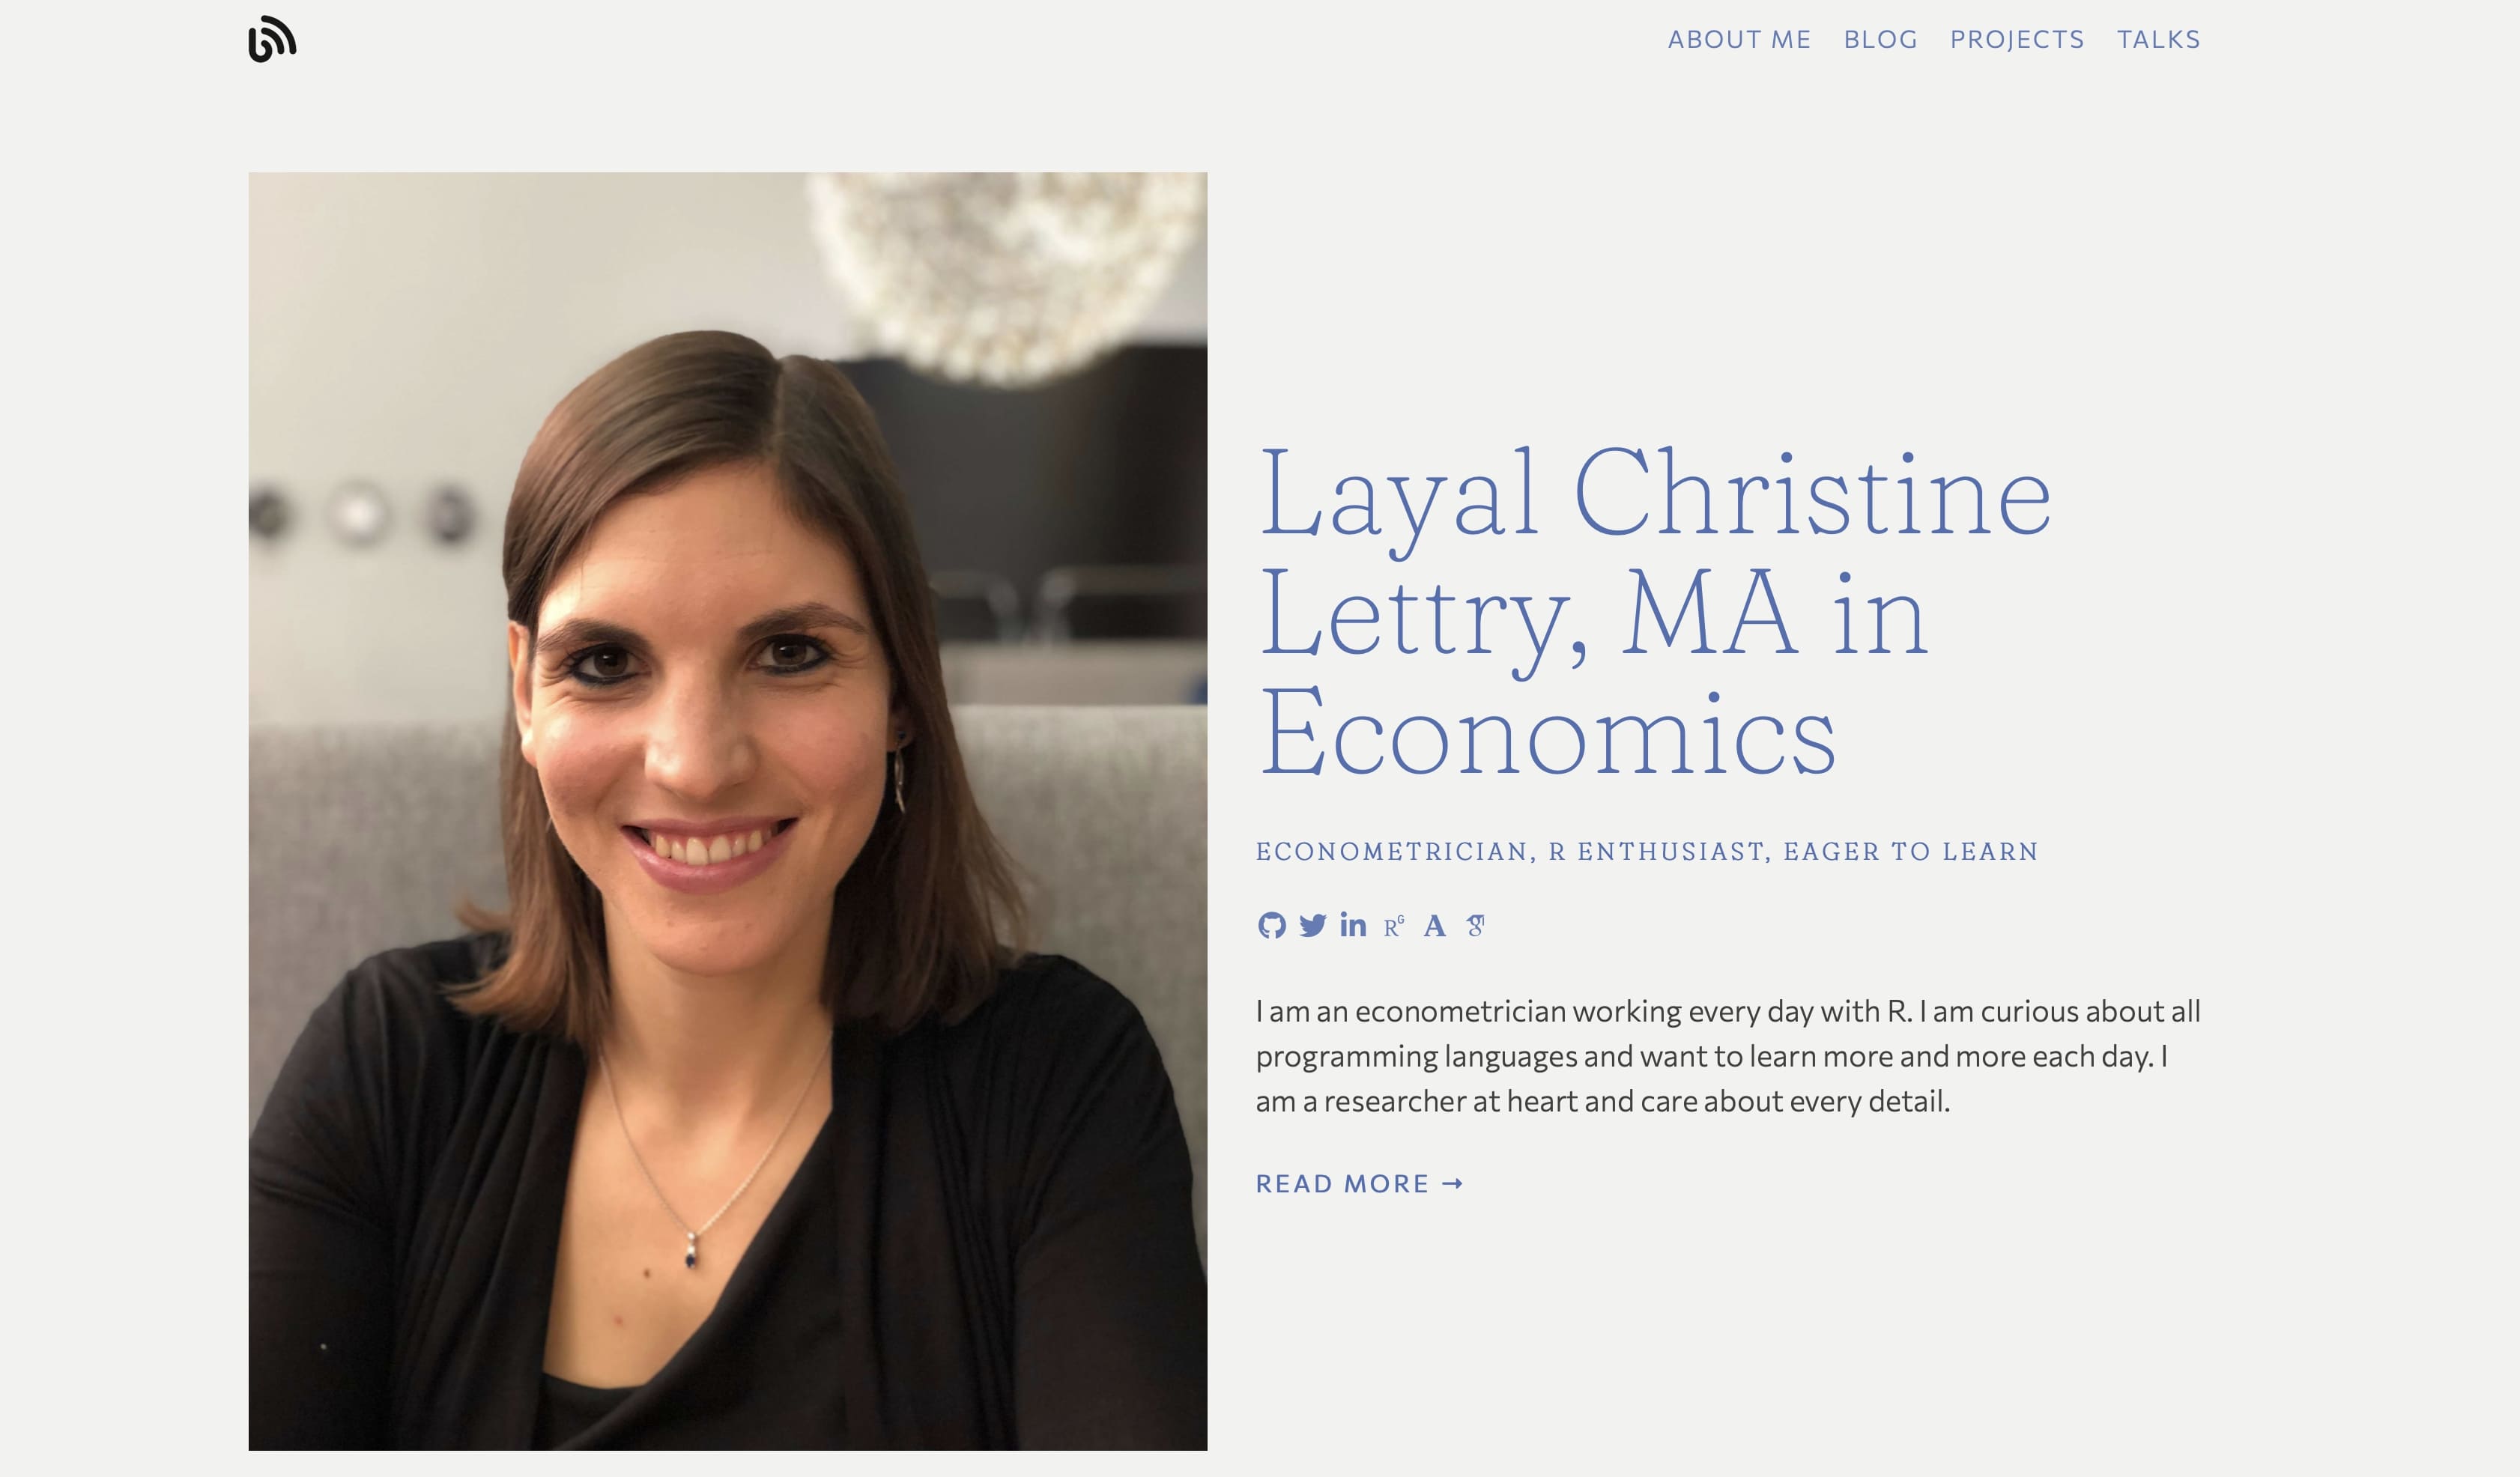 ABOUT ME BLOG PROJECTS TALKS
Layal Christine
Lettry, MA in
Economics
ECONOMETRICIAN, R ENTHUSIAST, EAGER TO LEARN
in RG A g
I am an econometrician working every day with R. I am curious about all
programming languages and want to learn more and more each day. I
am a researcher at heart and care about every detail.
READ MORE →